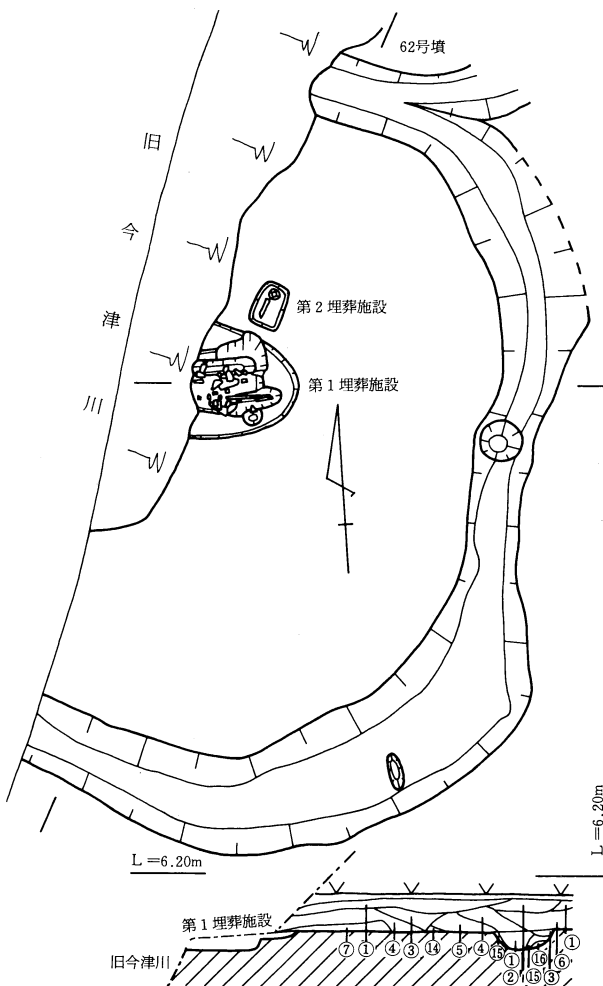 62号墳
旧今津川
第2埋葬施設
第1埋葬施設
L=6.20m
L=6.20m
第1埋葬施設
旧今津川
⑦ ① ④ ③ ⑭ ⑤ ④ ⑮ ① ② ⑮ ⑯ ③ ⑥ ①